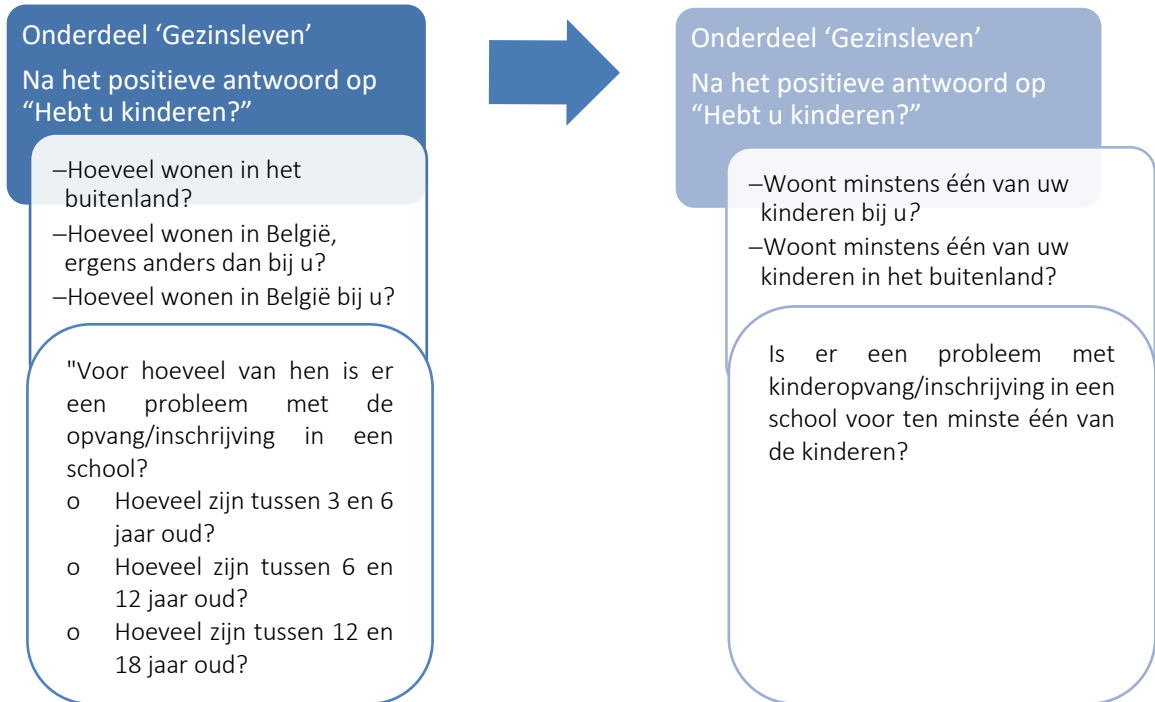 Onderdeel ‘Gezinsleven’
Na het positieve antwoord op
“Hebt u kinderen?”
–Hoeveel wonen in het
buitenland?
–Hoeveel wonen in België,
ergens anders dan bij u?
–Hoeveel wonen in België bij u?
"Voor hoeveel van hen is er
een probleem met de
opvang/inschrijving in een
school?
o Hoeveel zijn tussen 3 en 6
jaar oud?
o Hoeveel zijn tussen 6 en
12 jaar oud?
o Hoeveel zijn tussen 12 en
18 jaar oud?
Onderdeel ‘Gezinsleven’
Na het positieve antwoord op
“Hebt u kinderen?”
–Woont minstens één van uw
kinderen bij u?
–Woont minstens één van uw
kinderen in het buitenland?
Is er een probleem met
kinderopvang/inschrijving in een
school voor ten minste één van
de kinderen?